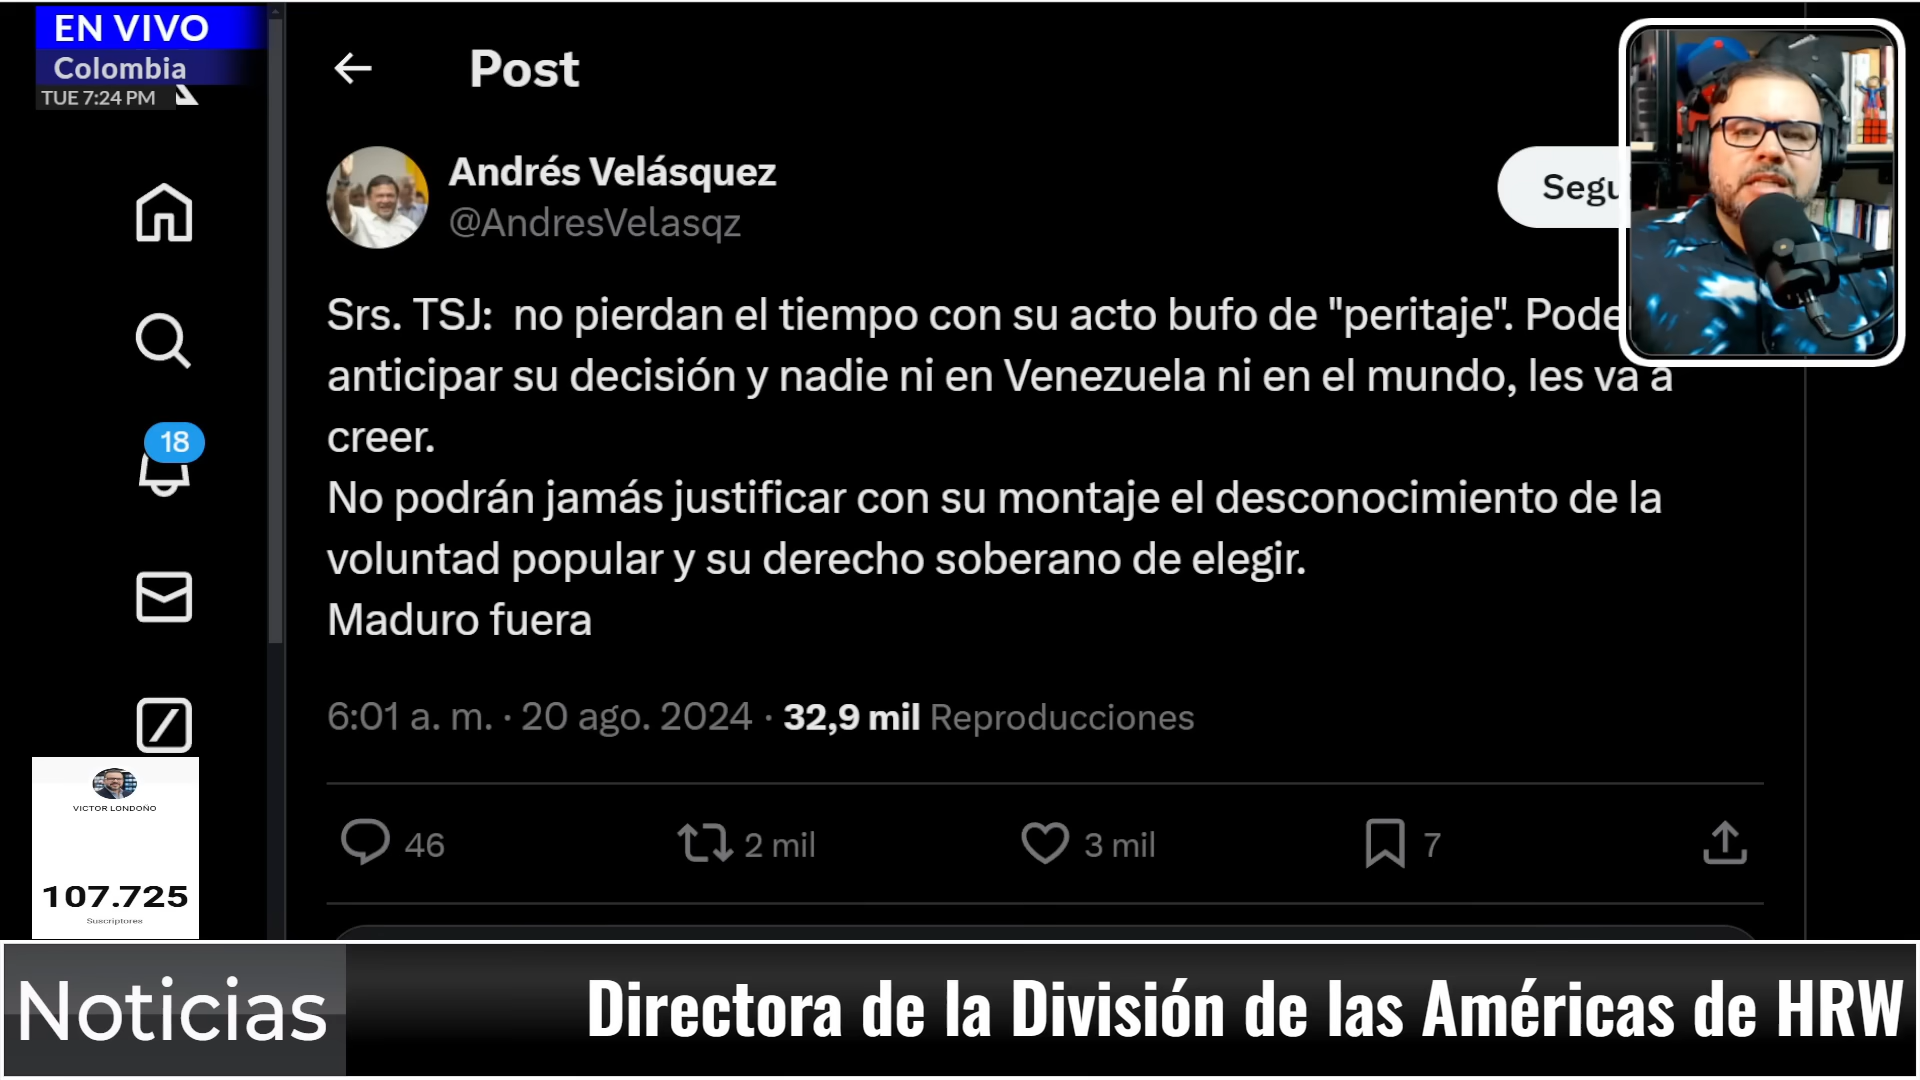 EN VIVO
Colombia
TUE 7:24 PM
Post
Andrés Velásquez
@AndresVelasqz
Srs. TSJ: no pierdan el tiempo con su acto bufo de "peritaje".
anticipar su decisión y nadie ni en Venezuela ni en el mundo, les va a
creer.
No podrán jamás justificar con su montaje el desconocimiento de la
voluntad popular y su derecho soberano de elegir.
Maduro fuera
6:01 a. m. · 20 ago. 2024 · 32,9 mil Reproducciones
18
46
2 mil
3 mil
7
VICTOR LONDOÑO
107.725
Suscriptores
Noticias
Directora de la División de las Américas de HRW